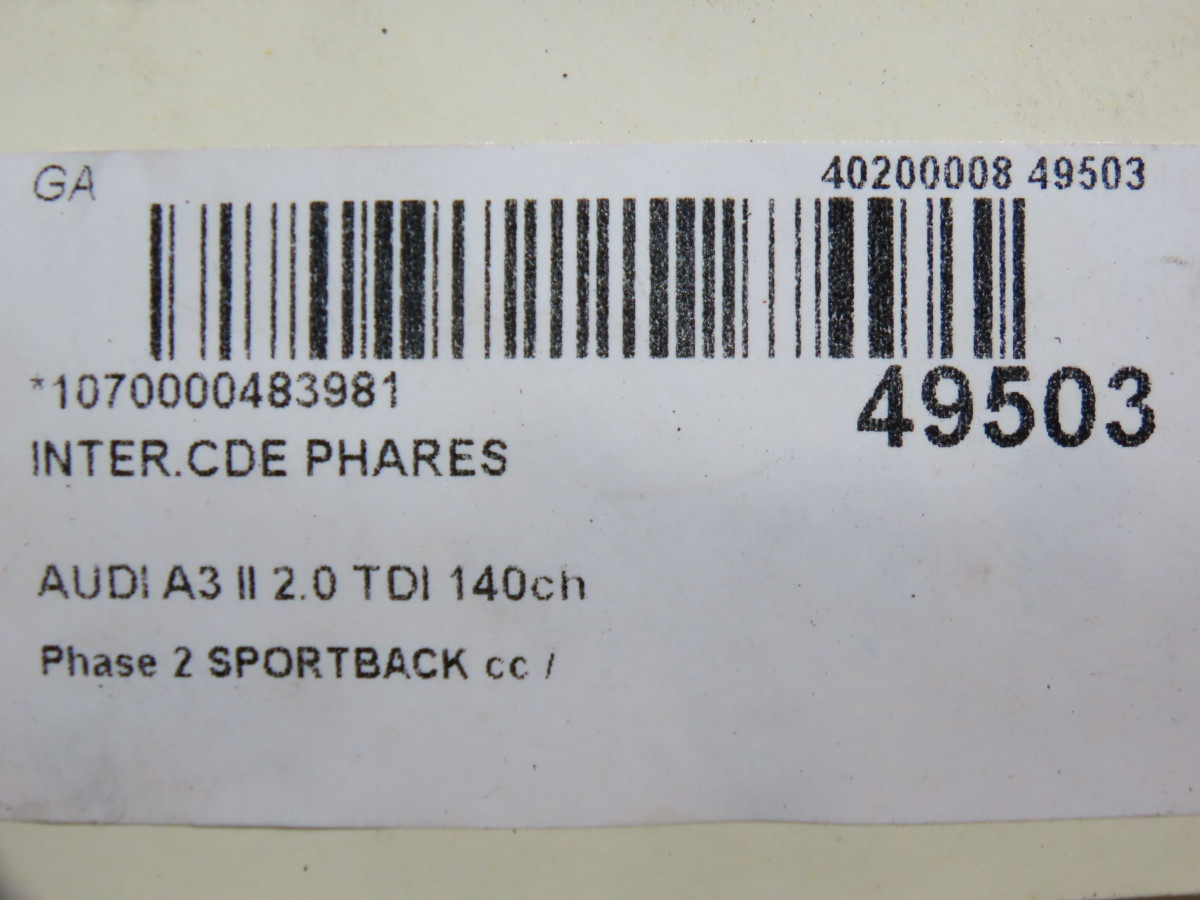 GA
40200008 49503
*1070000483981
49503
INTER.CDE PHARES
AUDI A3 II 2.0 TDI 140ch
Phase 2 SPORTBACK cc /